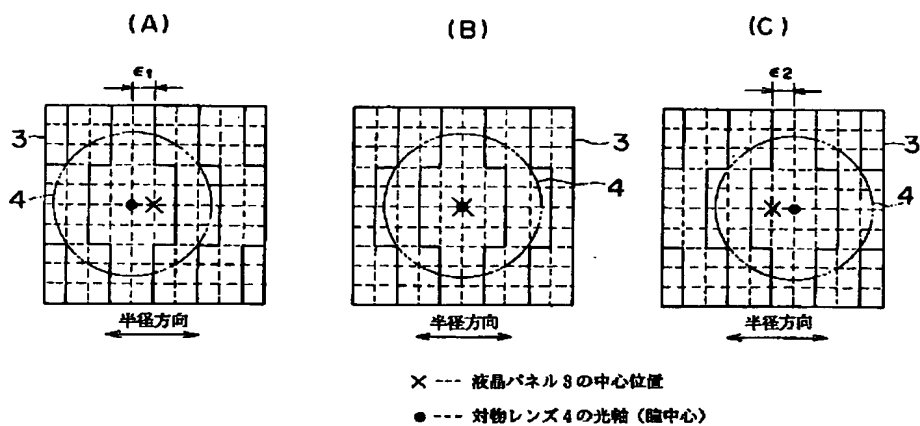 (A)
(B)
(C)
ϵ1
ϵ2
3
3
3
4
4
4
半径方向
半径方向
半径方向
× --- 液晶パネル3の中心位置
● --- 対物レンズ4の光軸(瞳中心)